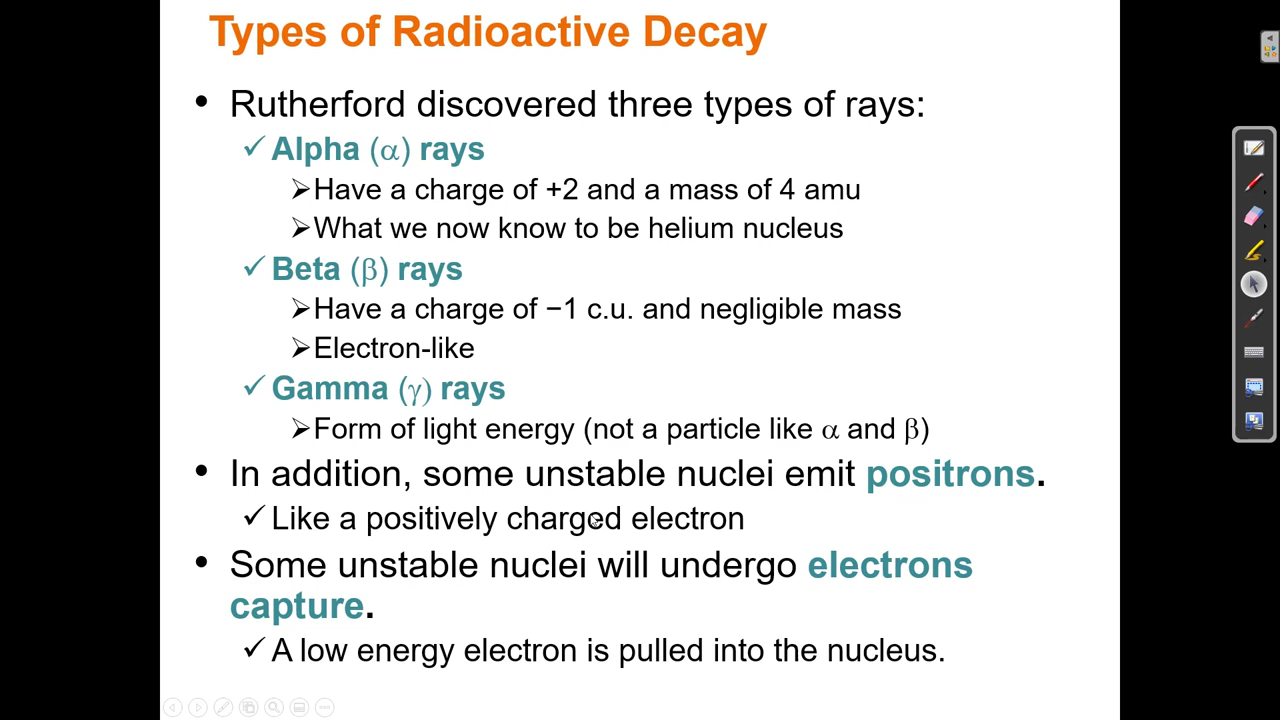 Types of Radioactive Decay
• Rutherford discovered three types of rays:
✓ Alpha (α) rays
➢Have a charge of +2 and a mass of 4 amu
➢What we now know to be helium nucleus
✓ Beta (β) rays
➢Have a charge of −1 c.u. and negligible mass
➢Electron-like
✓ Gamma (γ) rays
➢Form of light energy (not a particle like α and β)
• In addition, some unstable nuclei emit positrons.
✓ Like a positively charged electron
• Some unstable nuclei will undergo electrons
capture.
✓ A low energy electron is pulled into the nucleus.